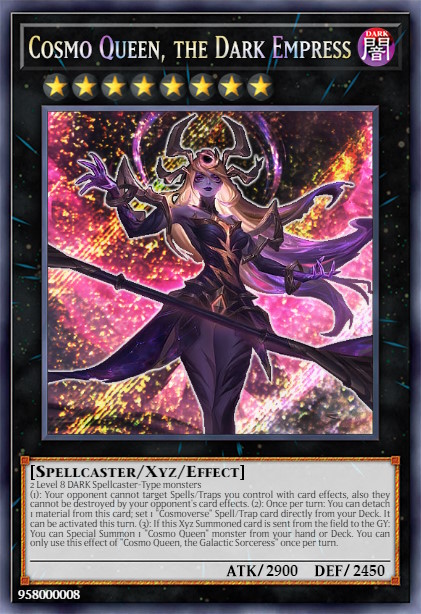 Cosmo Queen, the Dark Empress
DARK
闇
[Spellcaster/Xyz/Effect]
2 Level 8 DARK Spellcaster-Type monsters
(1): Your opponent cannot target Spells/Traps you control with card effects, also they
cannot be destroyed by your opponent's card effects. (2): Once per turn: You can detach
1 material from this card; set 1 "Cosmoverse" Spell/Trap card directly from your Deck. It
can be activated this turn. (3): If this Xyz Summoned card is sent from the field to the GY:
You can Special Summon 1 "Cosmo Queen" monster from your hand or Deck. You can
only use this effect of "Cosmo Queen, the Galactic Sorceress" once per turn.
ATK/2900 DEF/2450
958000008